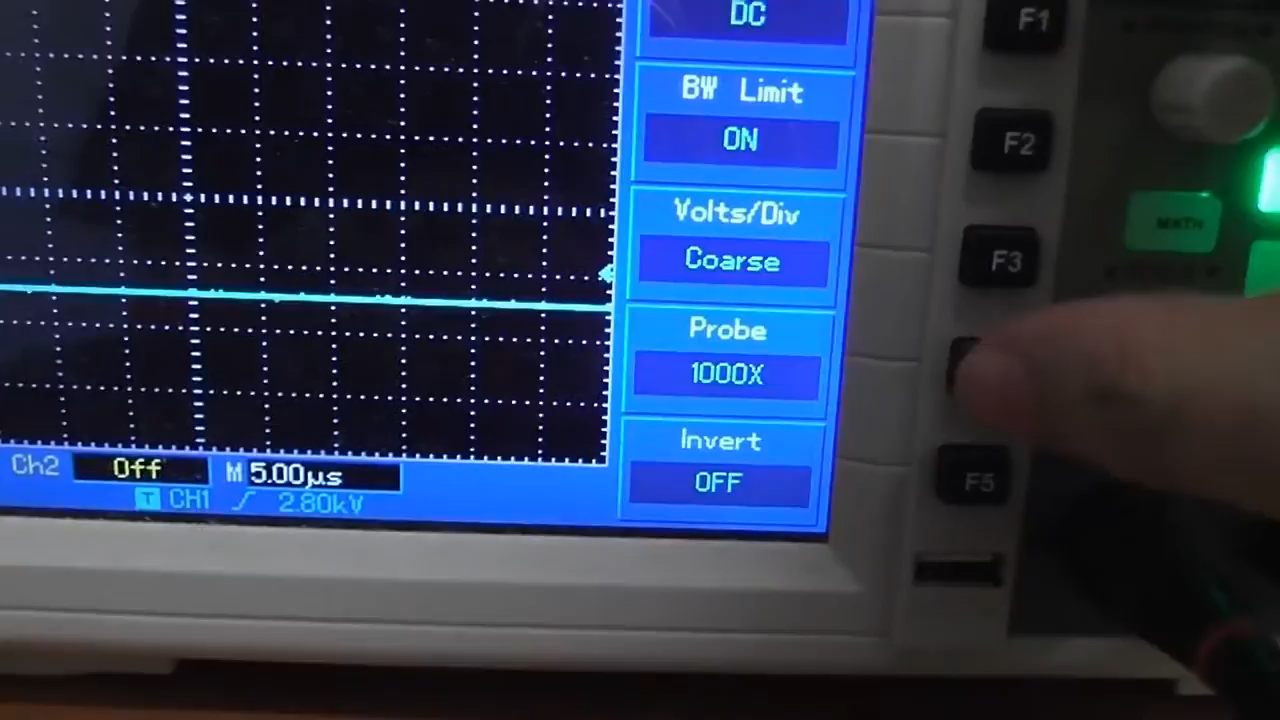 DC
F1
BW Limit
ON
F2
Volts/Div
Coarse
F3
MATH
Probe
1000X
Invert
OFF
F5
Ch2 Off M 5.00µs
T CH1 2.80kV